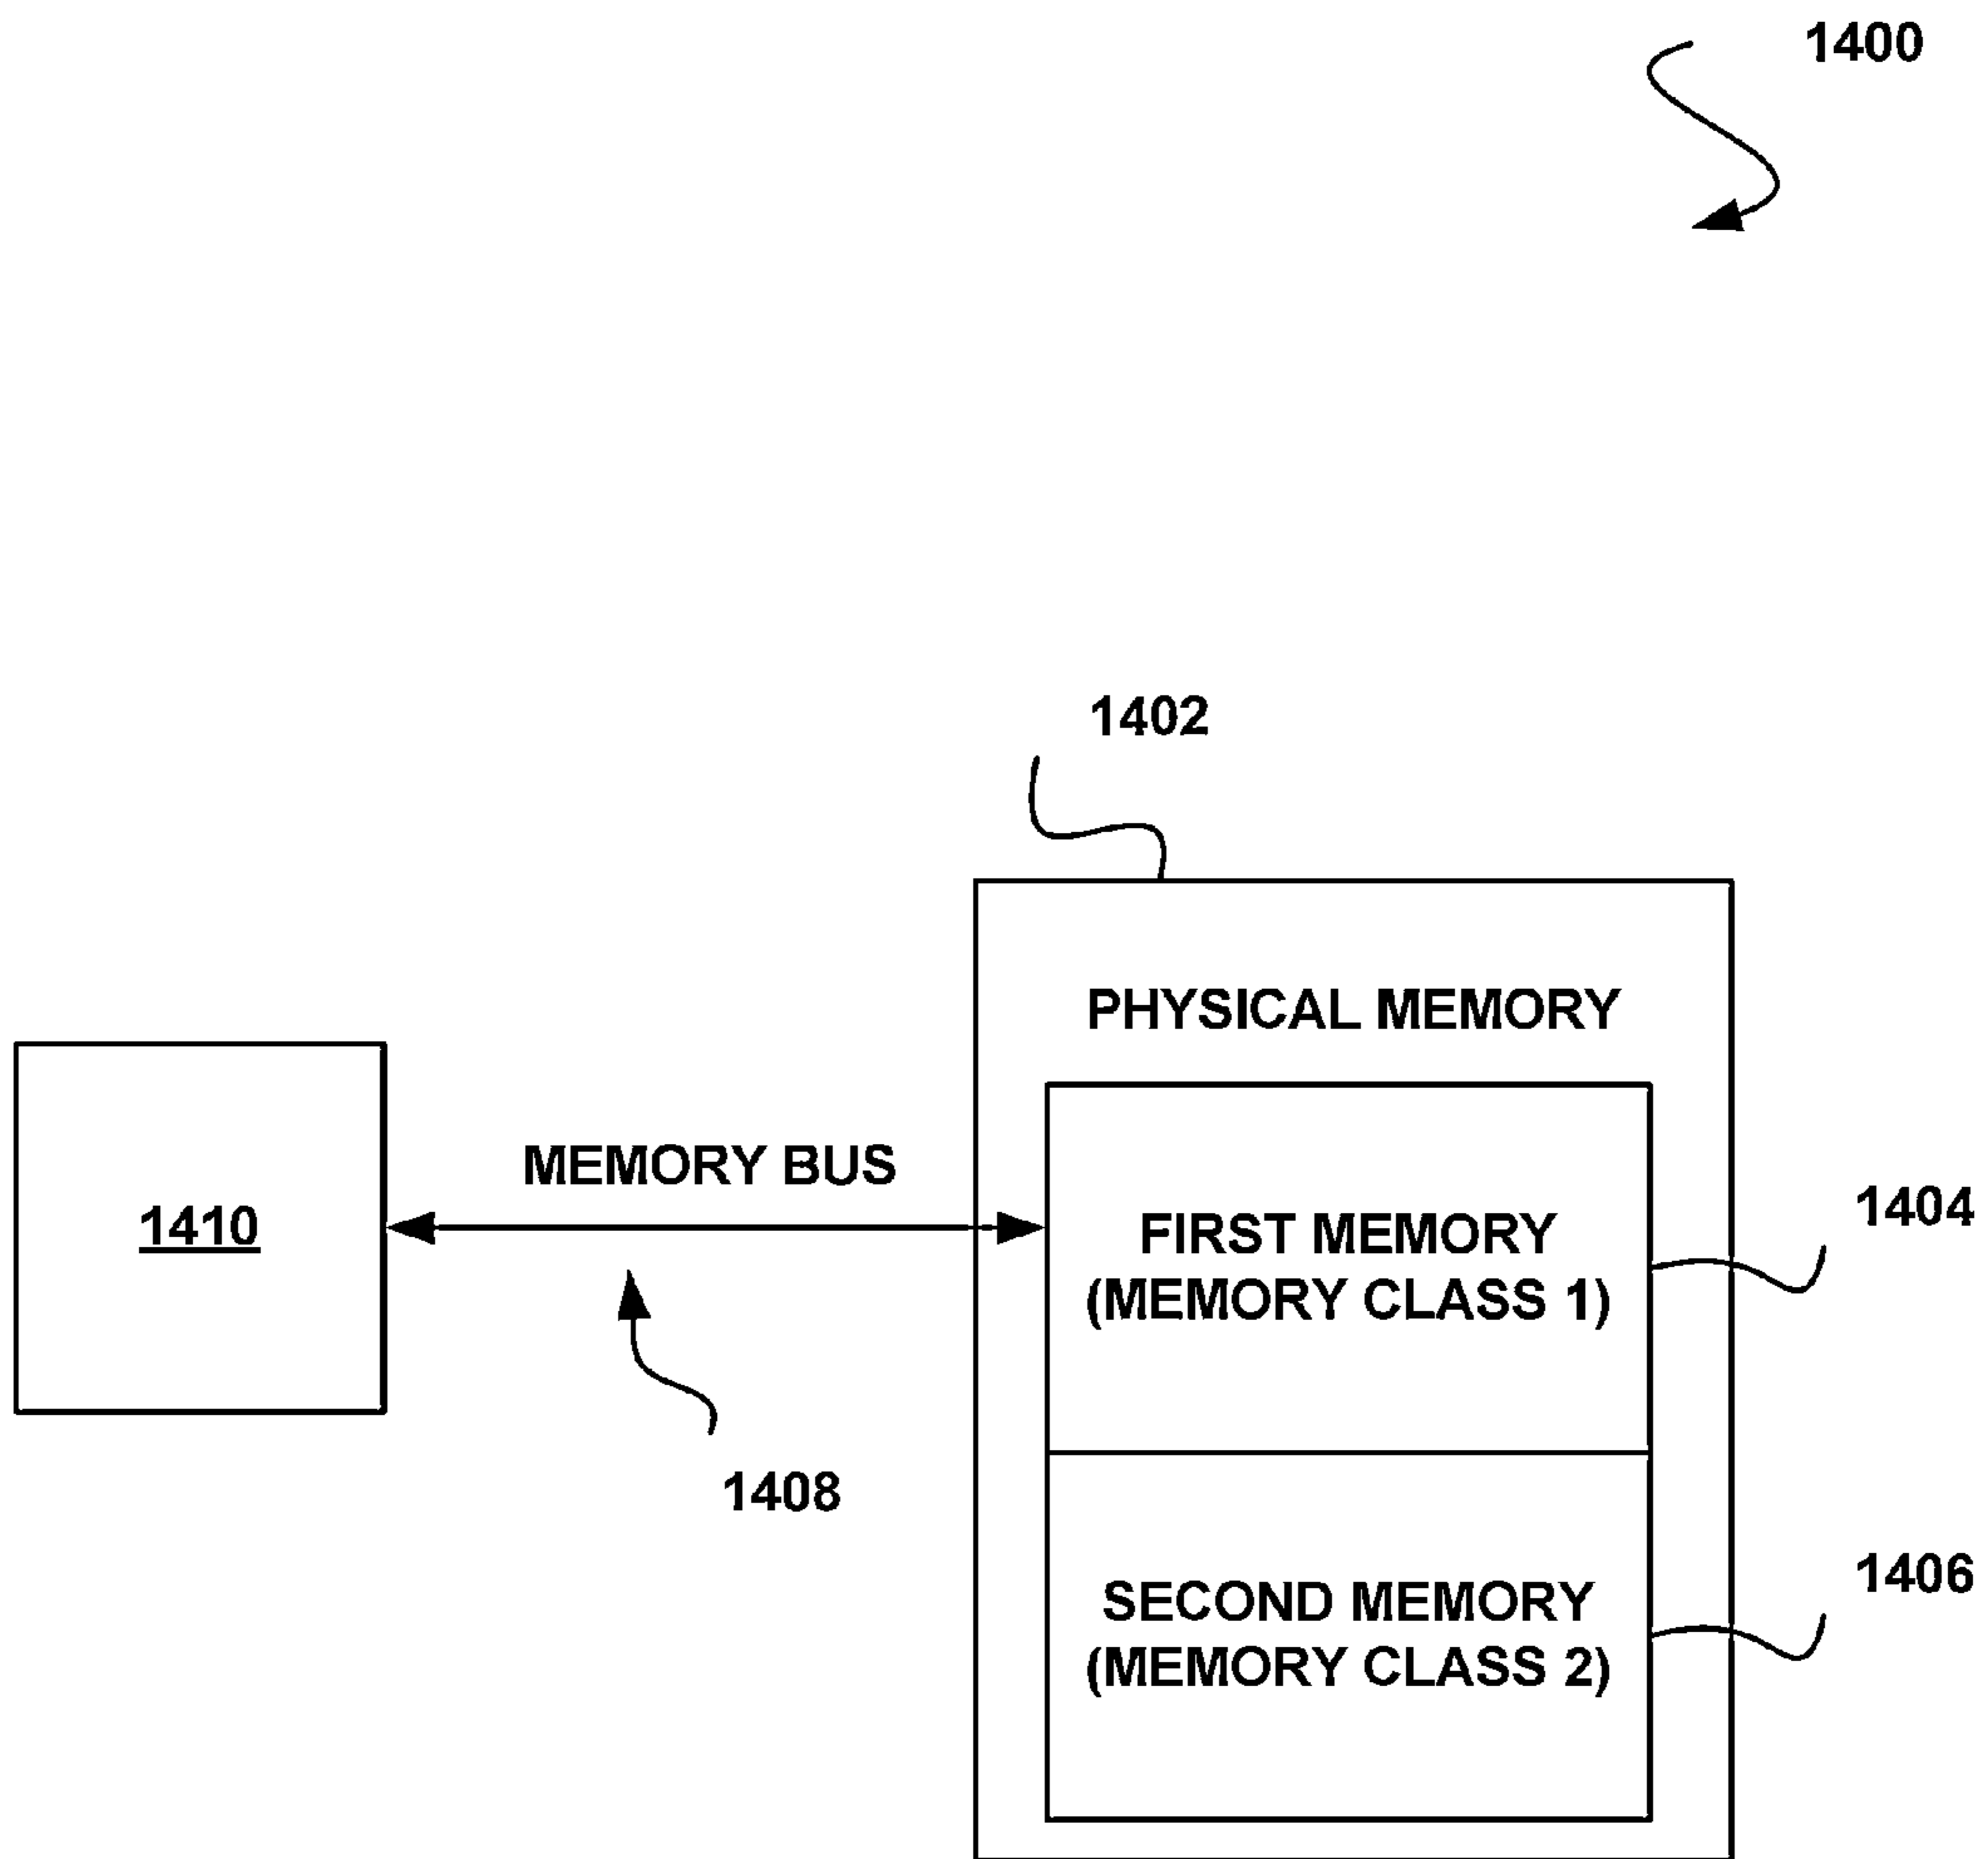 1400
1402
PHYSICAL MEMORY
MEMORY BUS
1410
FIRST MEMORY
(MEMORY CLASS 1)
1404
1408
SECOND MEMORY
(MEMORY CLASS 2)
1406